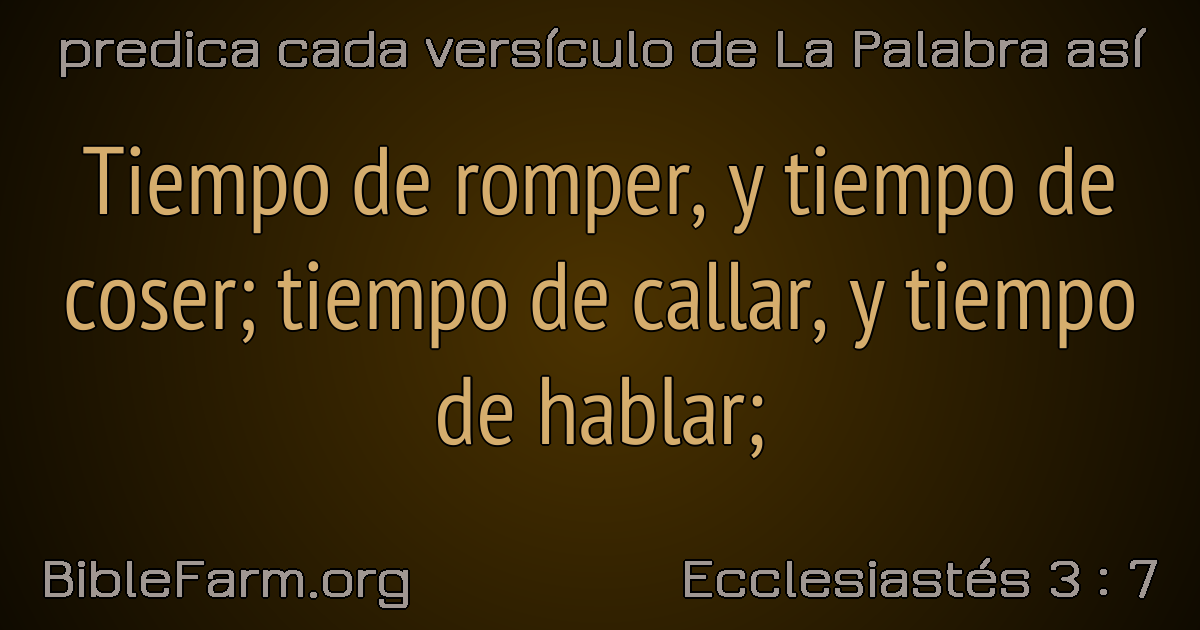 predica cada versículo de La Palabra así
Tiempo de romper, y tiempo de
coser; tiempo de callar, y tiempo
de hablar;
BibleFarm.org
Ecclesiastés 3 : 7